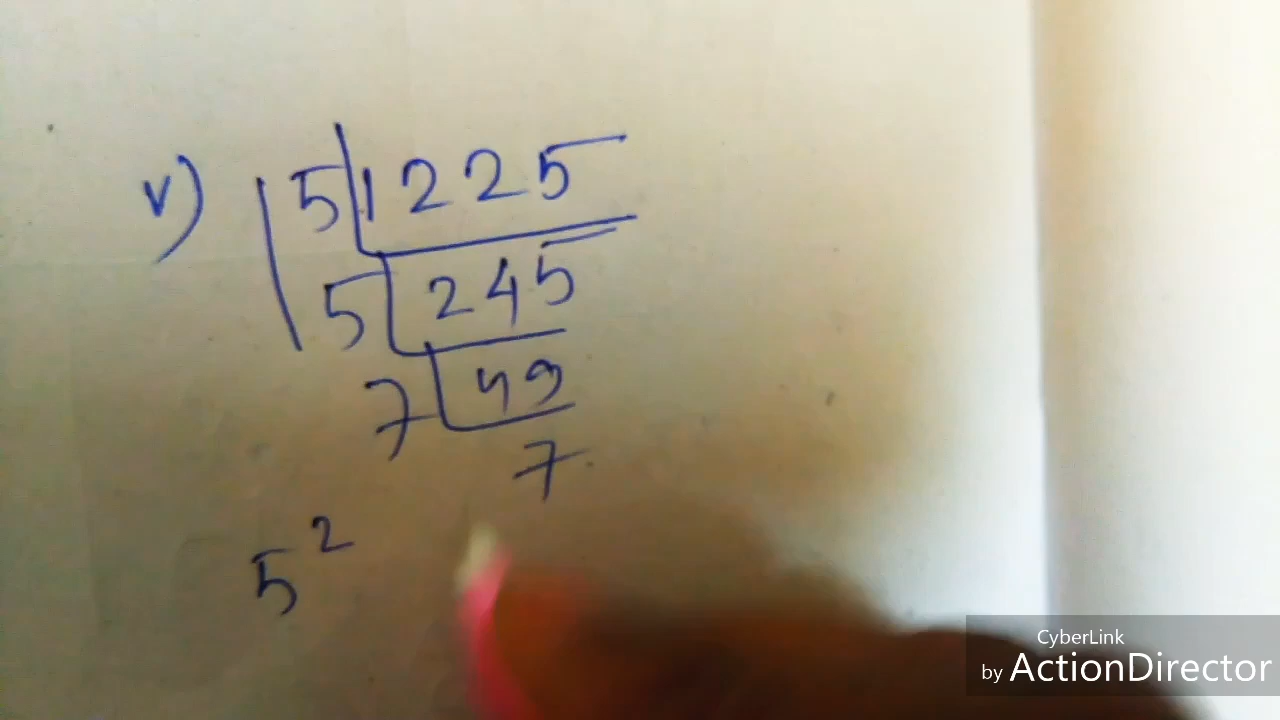 v) 5 1225
5 245
7 49
7
5²
CyberLink
by ActionDirector